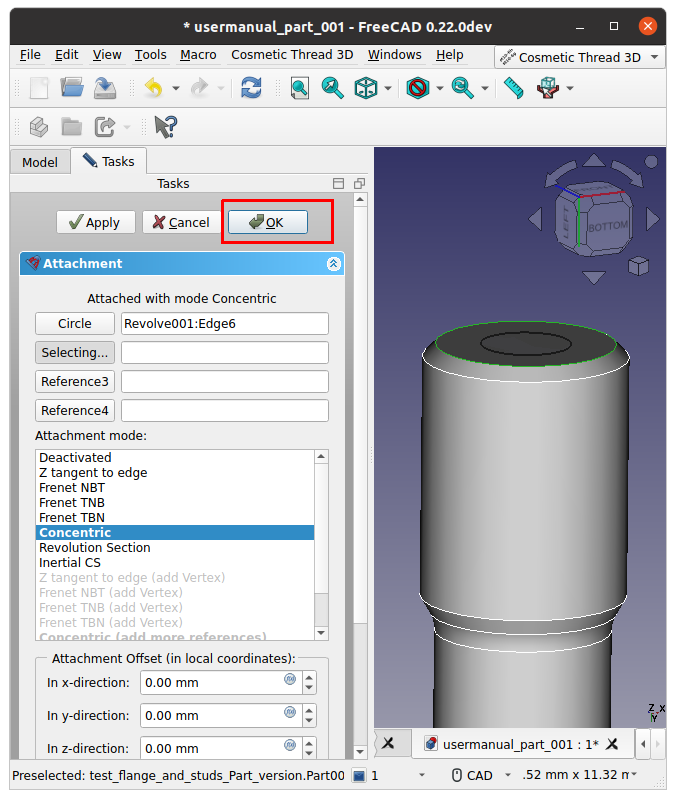 * usermanual_part_001 - FreeCAD 0.22.0dev
File Edit View Tools Macro Cosmetic Thread 3D Windows Help Cosmetic Thread 3D
Model Tasks
Tasks
Apply Cancel OK
Attachment
Attached with mode Concentric
Circle Revolve001:Edge6
Selecting...
Reference3
Reference4
Attachment mode:
Deactivated
Z tangent to edge
Frenet NBT
Frenet TNB
Frenet TBN
Concentric
Revolution Section
Inertial CS
Z tangent to edge (add Vertex)
Frenet NBT (add Vertex)
Frenet TNB (add Vertex)
Frenet TBN (add Vertex)
Concentric (add more references)
Attachment Offset (in local coordinates):
In x-direction: 0.00 mm
In y-direction: 0.00 mm
In z-direction: 0.00 mm
LEFT
BOTTOM
Z X
Y
usermanual_part_001 : 1*
Preselected: test_flange_and_studs_Part_version.Part00 1 CAD .52 mm x 11.32 m